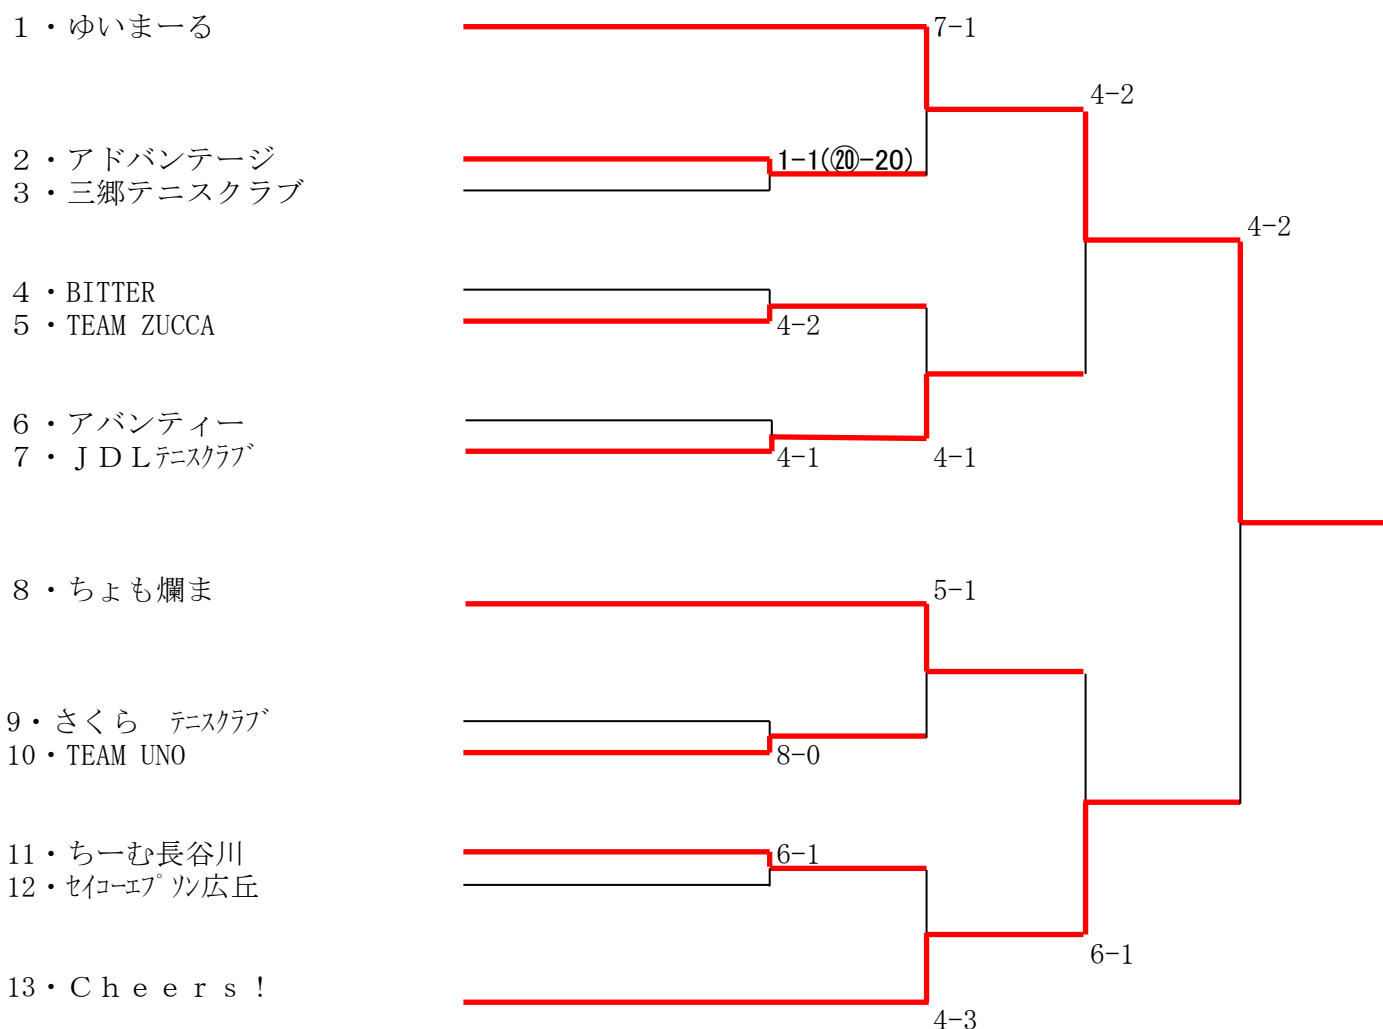 １・ゆいまーる
7-1
4-2
２・アドバンテージ
1-1(⑳-20)
３・三郷テニスクラブ
4-2
４・BITTER
５・TEAM ZUCCA
4-2
６・アバンティー
７・ＪＤＬﾃﾆｽｸﾗﾌﾞ
4-1
4-1
８・ちょも爛ま
5-1
9・さくら　ﾃﾆｽｸﾗﾌﾞ
10・TEAM UNO
8-0
11・ちーむ長谷川
6-1
12・ｾｲｺｰｴﾌﾟｿﾝ広丘
6-1
13・Ｃｈｅｅｒｓ！
4-3